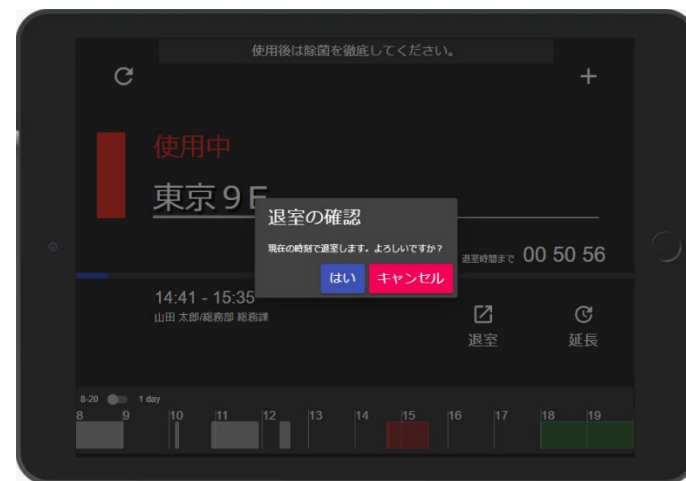 使用後は除菌を徹底してください。
使用中
東京９E
退室の確認
現在の時刻で退室します。よろしいですか？
はい
キャンセル
退室時間まで 00 50 56
14:41 - 15:35
山田 太郎/総務部 総務課
退室
延長
8-20
1 day
8 9 10 11 12 13 14 15 16 17 18 19